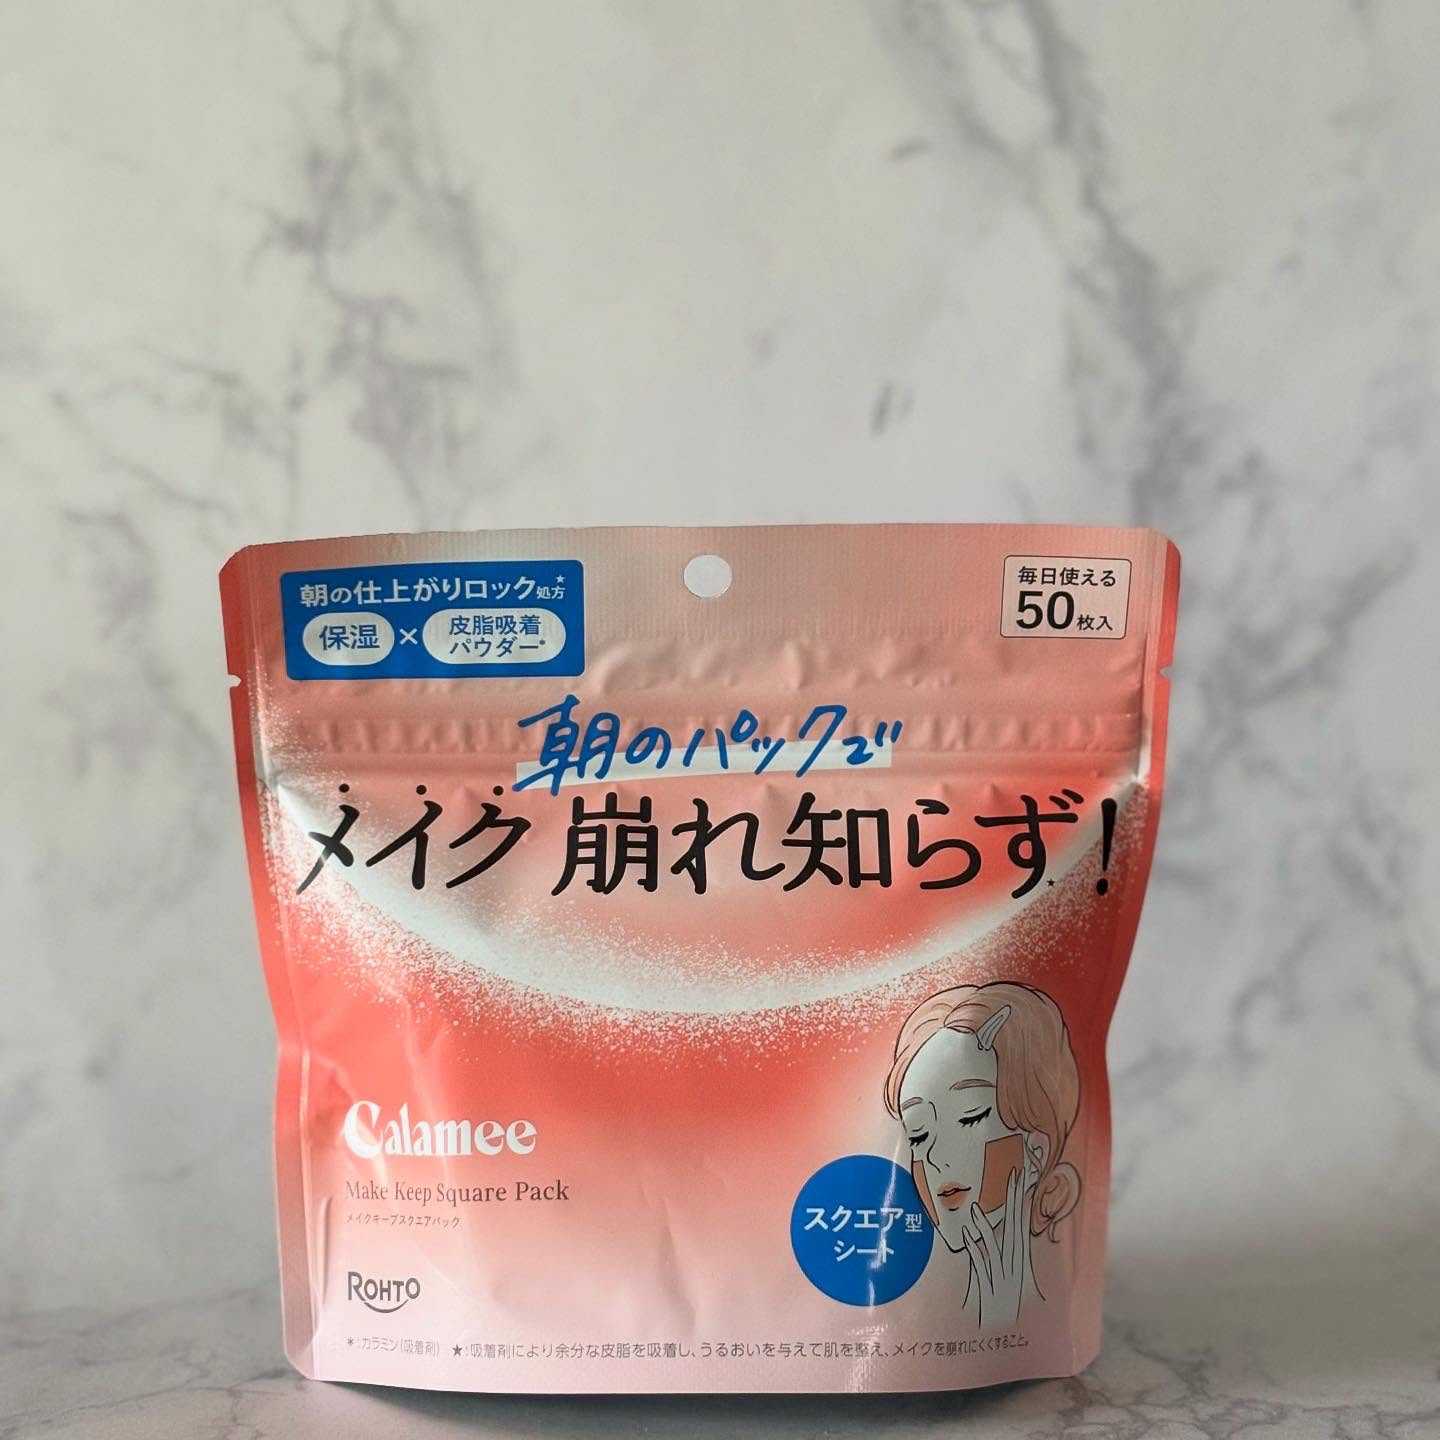 朝の仕上がりロック処方★
保湿×皮脂吸着パウダー*
毎日使える
50枚入
朝のパックで
メイク崩れ知らず★!
Calamee
Make Keep Square Pack
メイクキープスクエアパック
スクエア型
シート
ROHTO
*:カラミン(吸着剤) ★:吸着剤により余分な皮脂を吸着し、うるおいを与えて肌を整え、メイクを崩れにくくすること。